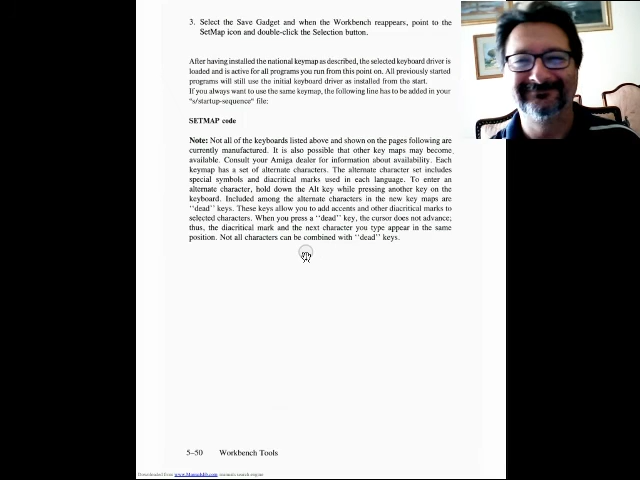 3. Select the Save Gadget and when the Workbench reappears, point to the
SetMap icon and double-click the Selection button.
After having installed the national keymap as described, the selected keyboard driver is
loaded and is active for all programs you run from this point on. All previously started
programs will still use the initial keyboard driver as installed from the start.
If you always want to use the same keymap, the following line has to be added in your
"s/startup-sequence" file:
SETMAP code
Note: Not all of the keyboards listed above and shown on the pages following are
currently manufactured. It is also possible that other key maps may become
available. Consult your Amiga dealer for information about availability. Each
keymap has a set of alternate characters. The alternate character set includes
special symbols and diacritical marks used in each language. To enter an
alternate character, hold down the Alt key while pressing another key on the
keyboard. Included among the alternate characters in the new key maps are
''dead'' keys. These keys allow you to add accents and other diacritical marks to
selected characters. When you press a ''dead'' key, the cursor does not advance;
thus, the diacritical mark and the next character you type appear in the same
position. Not all characters can be combined with ''dead'' keys.
5–50 Workbench Tools
Downloaded from www.Manualslib.com manuals search engine